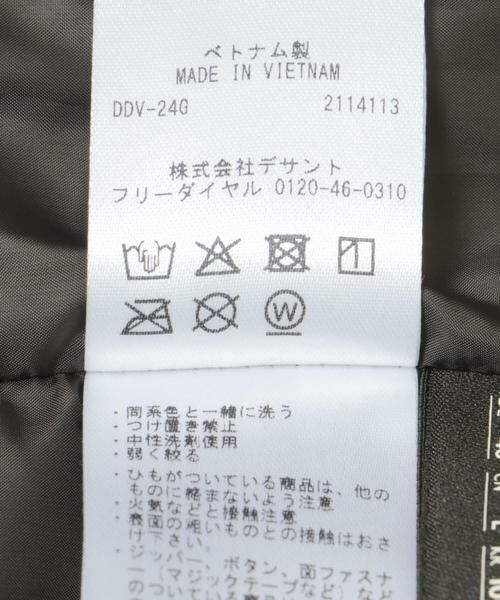 ベトナム製
MADE IN VIETNAM
DDV-24G 2114113
株式会社デサント
フリーダイヤル 0120-46-0310
W
・同系色と一緒に洗う
・つけ置き禁止
・中性洗剤使用
・弱く絞る
・ひもがついている商品は、他の
ものに絡まないよう注意
・火気などと接触注意
・表面の粗いものとの接触はおさ
け下さい。
・ジッパー、ボタン、面ファスナ
ー(マジックテープなど)など
のついている